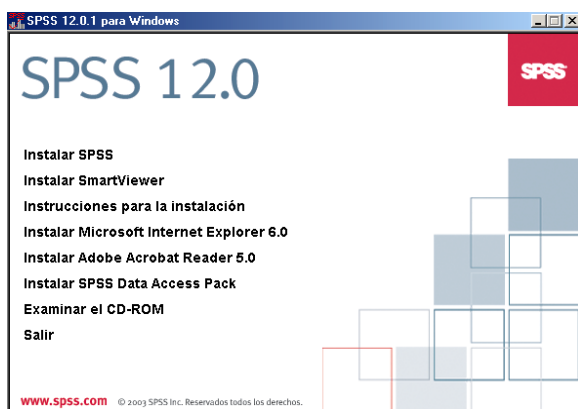 SPSS 12.0.1 para Windows
SPSS 12.0
SPSS
Instalar SPSS
Instalar SmartViewer
Instrucciones para la instalación
Instalar Microsoft Internet Explorer 6.0
Instalar Adobe Acrobat Reader 5.0
Instalar SPSS Data Access Pack
Examinar el CD-ROM
Salir
www.spss.com © 2003 SPSS Inc. Reservados todos los derechos.